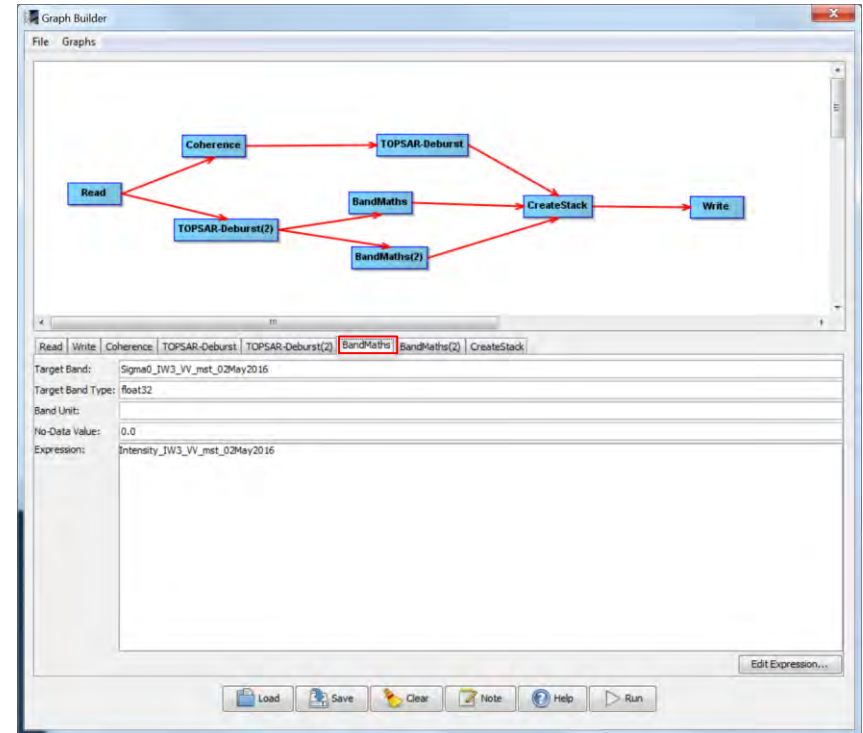 Graph Builder
File Graphs
Coherence
TOPSAR-Deburst
Read
BandMaths
CreateStack
Write
TOPSAR-Deburst(2)
BandMaths(2)
Read Write Coherence TOPSAR-Deburst TOPSAR-Deburst(2) BandMaths BandMaths(2) CreateStack
Target Band: Sigma0_IW3_VV_mst_02May2016
Target Band Type: float32
Band Unit:
No-Data Value: 0.0
Expression: Intensity_IW3_VV_mst_02May2016
Edit Expression...
Load Save Clear Note Help Run